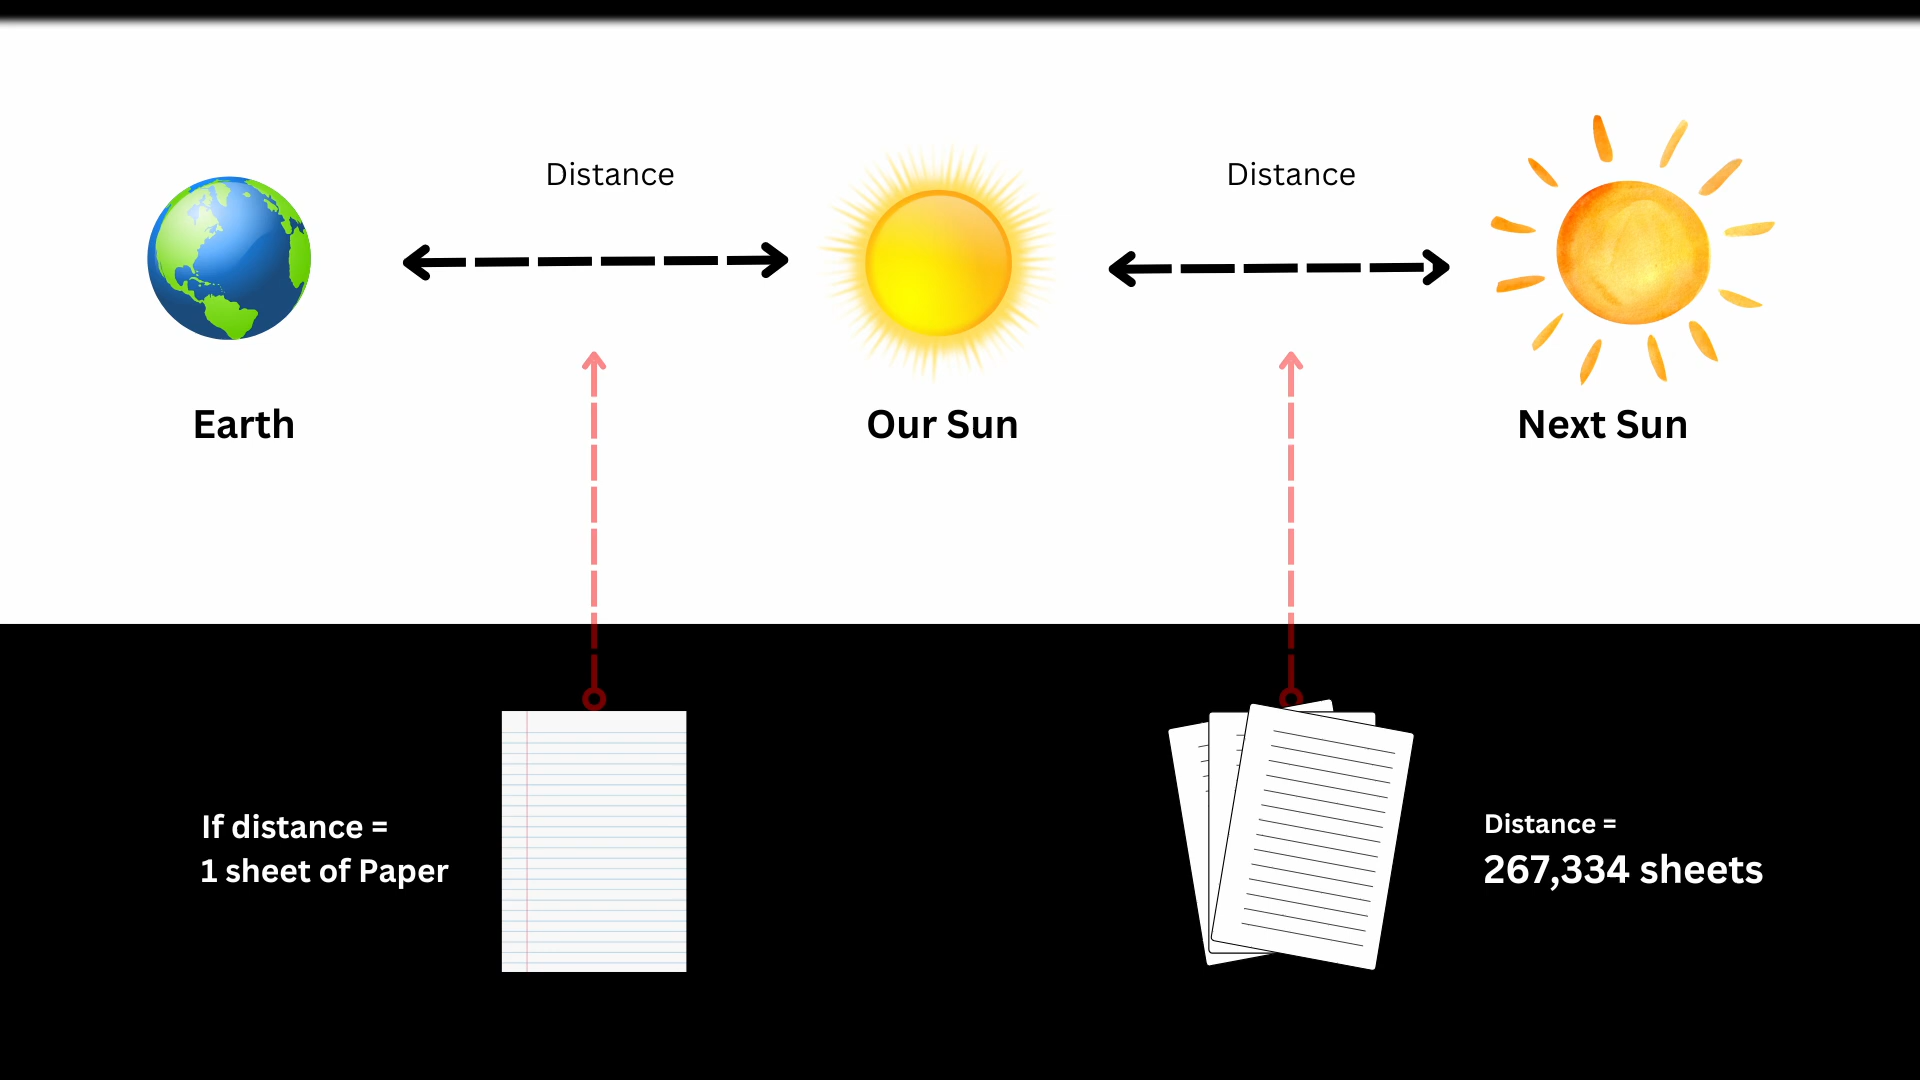 Distance
Distance
Earth
Our Sun
Next Sun
If distance =
1 sheet of Paper
Distance =
267,334 sheets